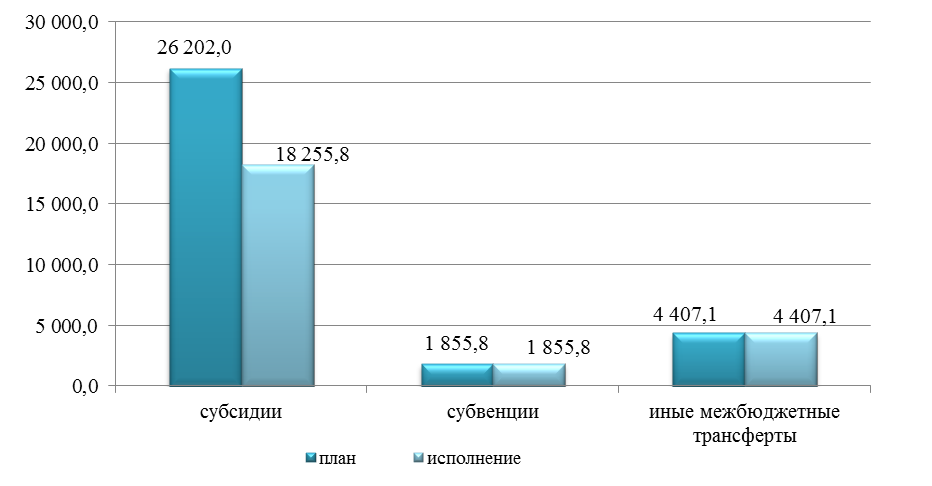 30 000,0
26 202,0
25 000,0
20 000,0
18 255,8
15 000,0
10 000,0
5 000,0
4 407,1
4 407,1
1 855,8
1 855,8
0,0
субсидии
субвенции
иные межбюджетные
трансферты
план
исполнение